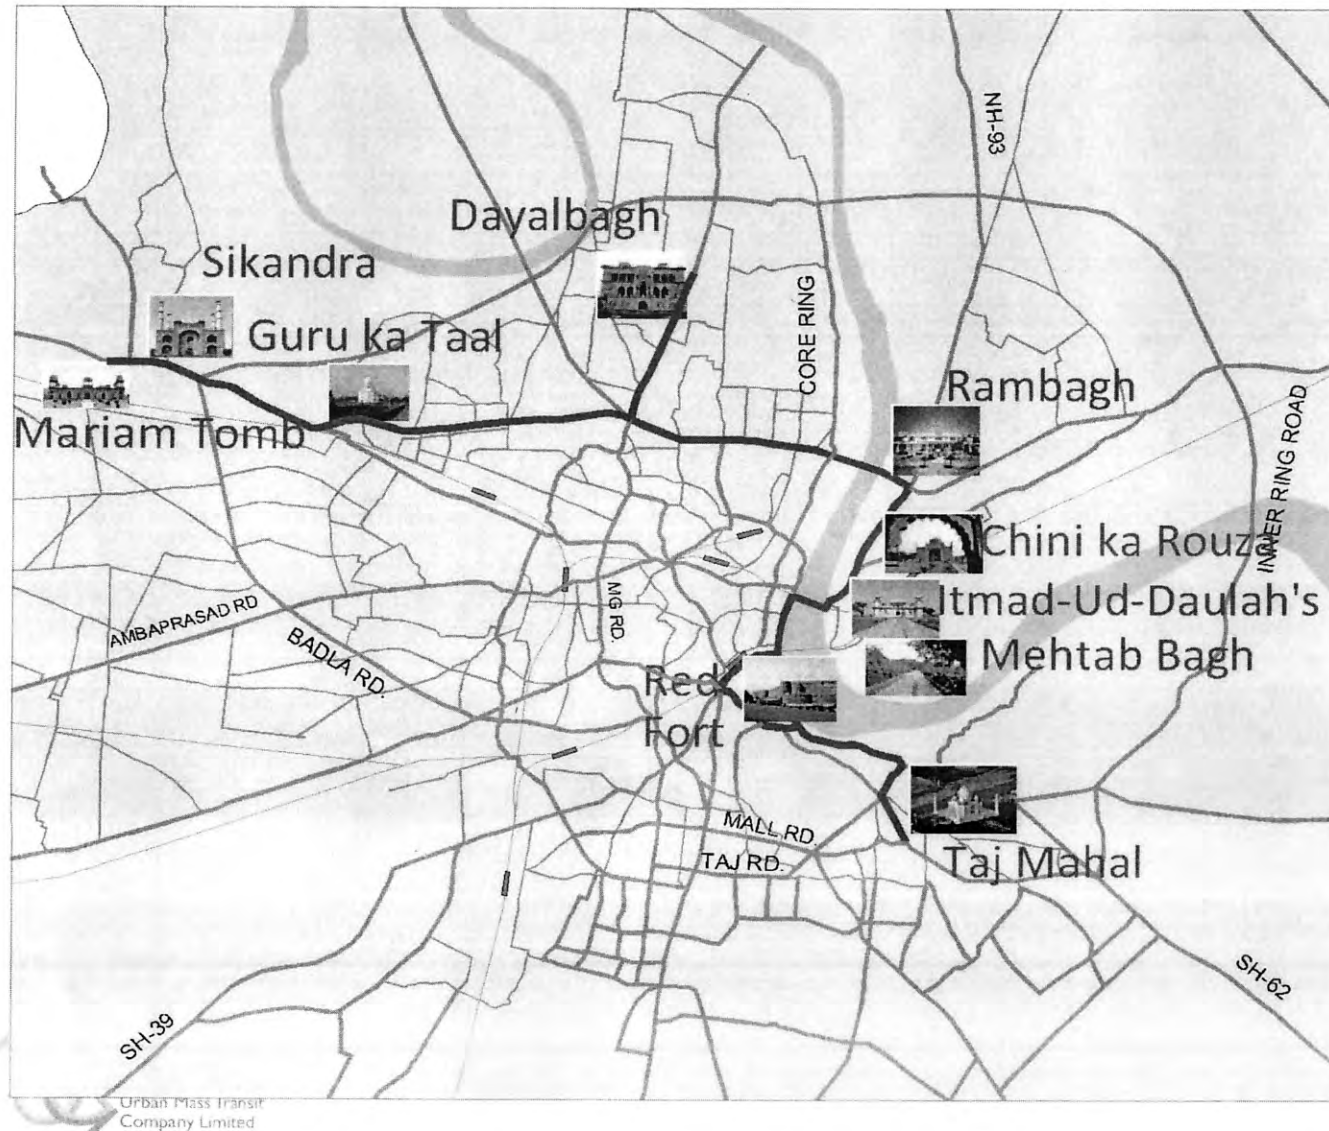 NH-93
Dayalbagh
Sikandra
CORE RING
Guru ka Taal
Rambagh
Mariam Tomb
INNER RING ROAD
Chini ka Rouza
MG RD.
Itmad-Ud-Daulah's
AMBAPRASAD RD
BADLA RD.
Mehtab Bagh
Red
Fort
MALL RD.
TAJ RD.
Taj Mahal
SH-62
SH-39
Urban Mass Transit
Company Limited